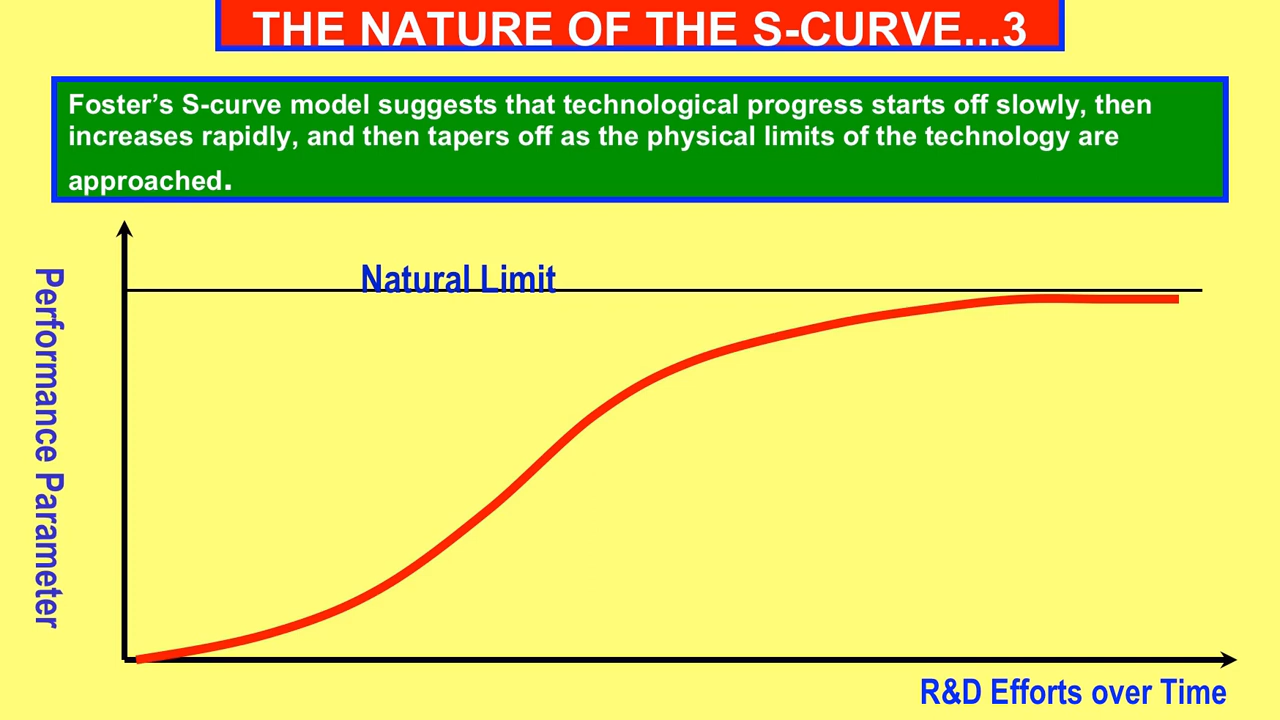 THE NATURE OF THE S-CURVE...3
Foster’s S-curve model suggests that technological progress starts off slowly, then
increases rapidly, and then tapers off as the physical limits of the technology are
approached.
Natural Limit
Performance Parameter
R&D Efforts over Time